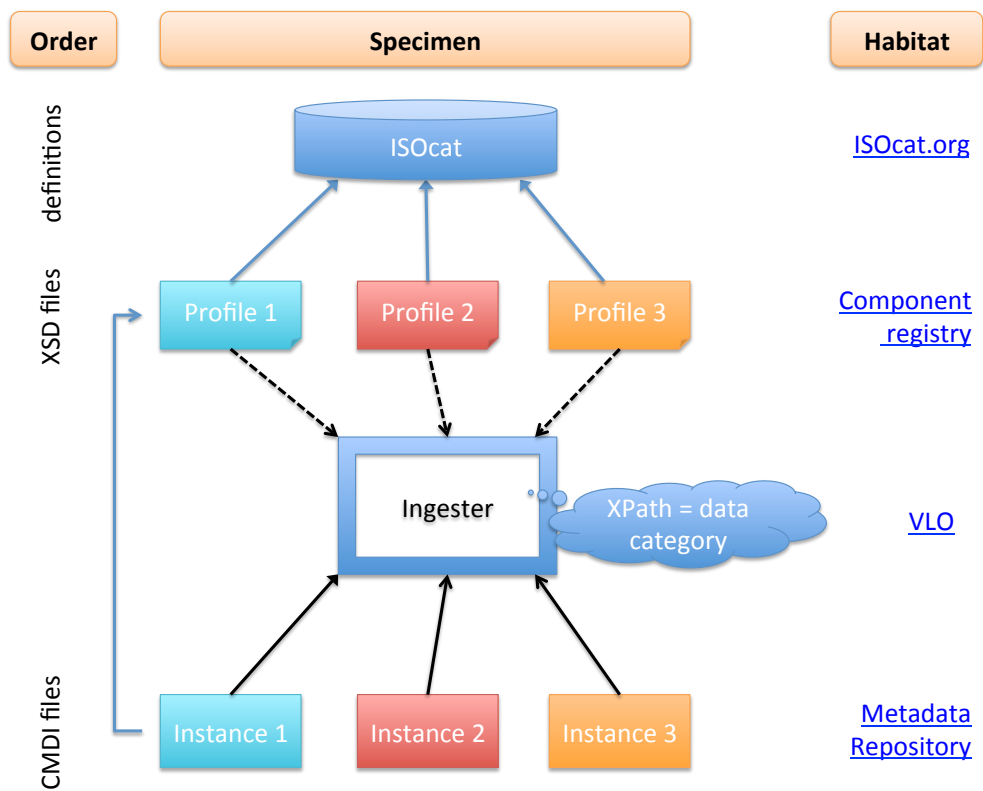 Order
Specimen
Habitat
definitions
ISOcat
ISOcat.org
XSD files
Profile 1
Profile 2
Profile 3
Component
registry
Ingester
XPath = data
category
VLO
CMDI files
Instance 1
Instance 2
Instance 3
Metadata
Repository